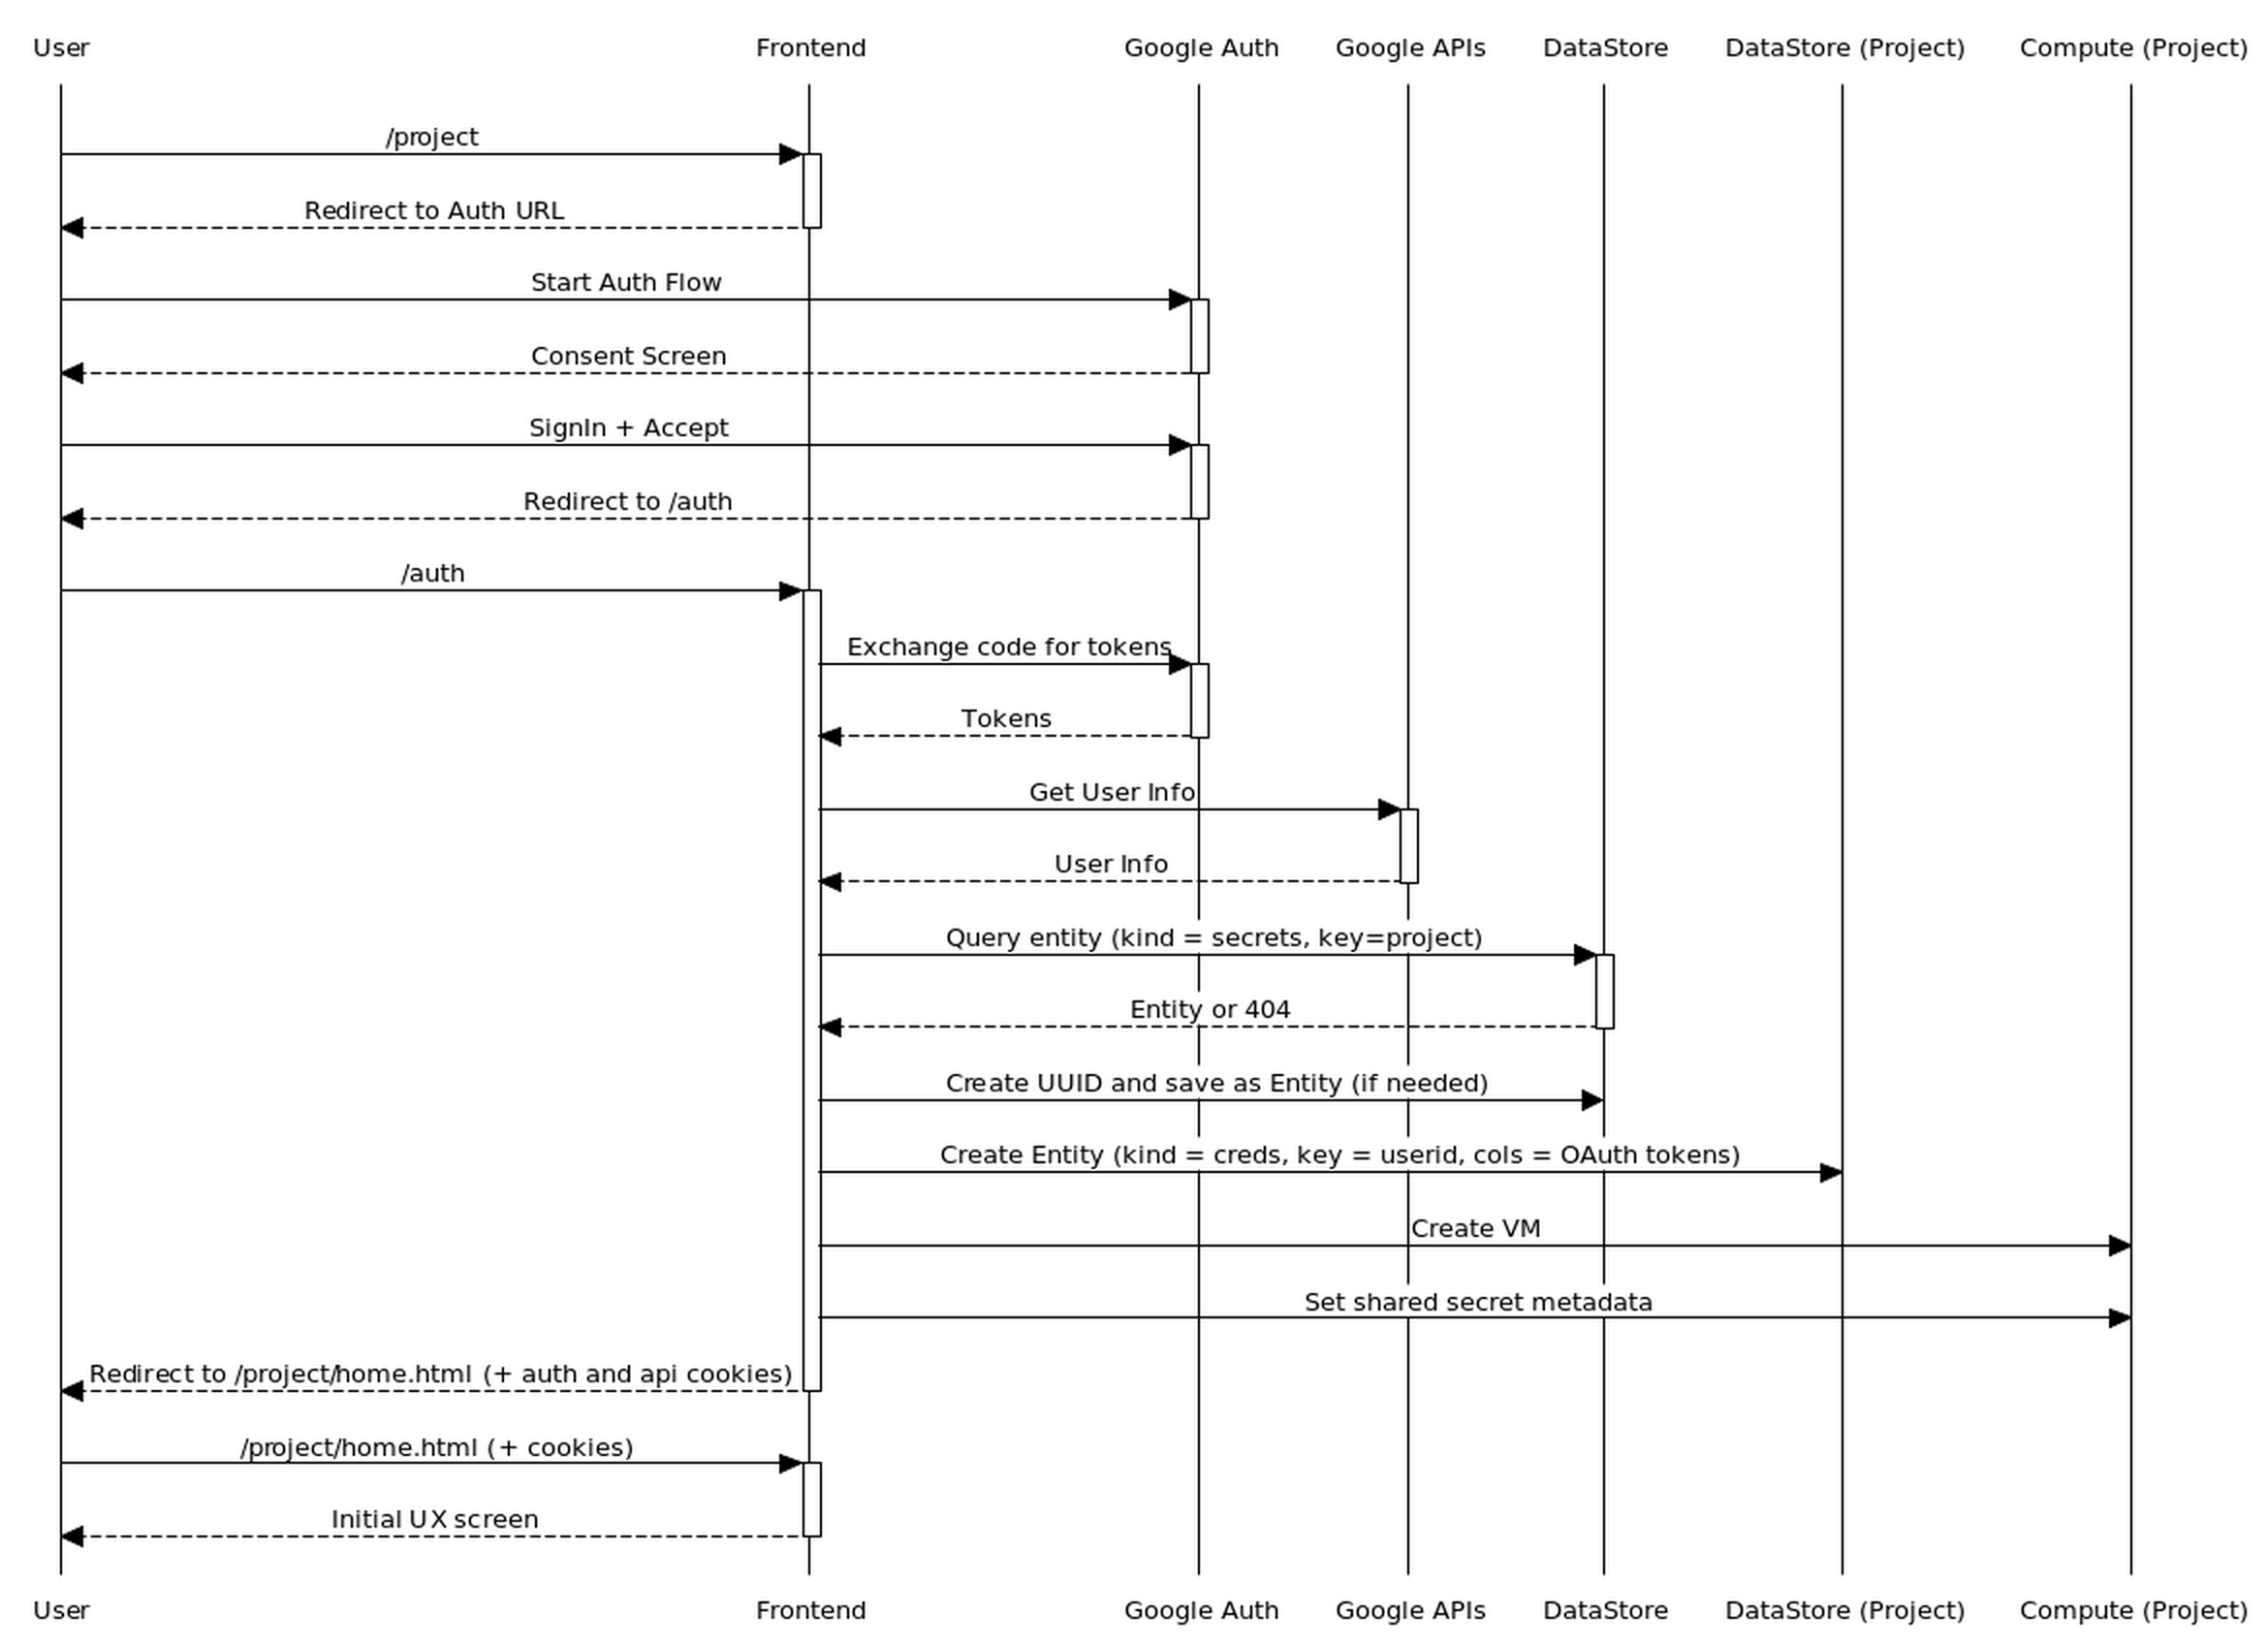 User Frontend Google Auth Google APIs DataStore DataStore (Project) Compute (Project)
/project
Redirect to Auth URL
Start Auth Flow
Consent Screen
SignIn + Accept
Redirect to /auth
/auth
Exchange code for tokens
Tokens
Get User Info
User Info
Query entity (kind = secrets, key=project)
Entity or 404
Create UUID and save as Entity (if needed)
Create Entity (kind = creds, key = userid, cols = OAuth tokens)
Create VM
Set shared secret metadata
Redirect to /project/home.html (+ auth and api cookies)
/project/home.html (+ cookies)
Initial UX screen
User Frontend Google Auth Google APIs DataStore DataStore (Project) Compute (Project)